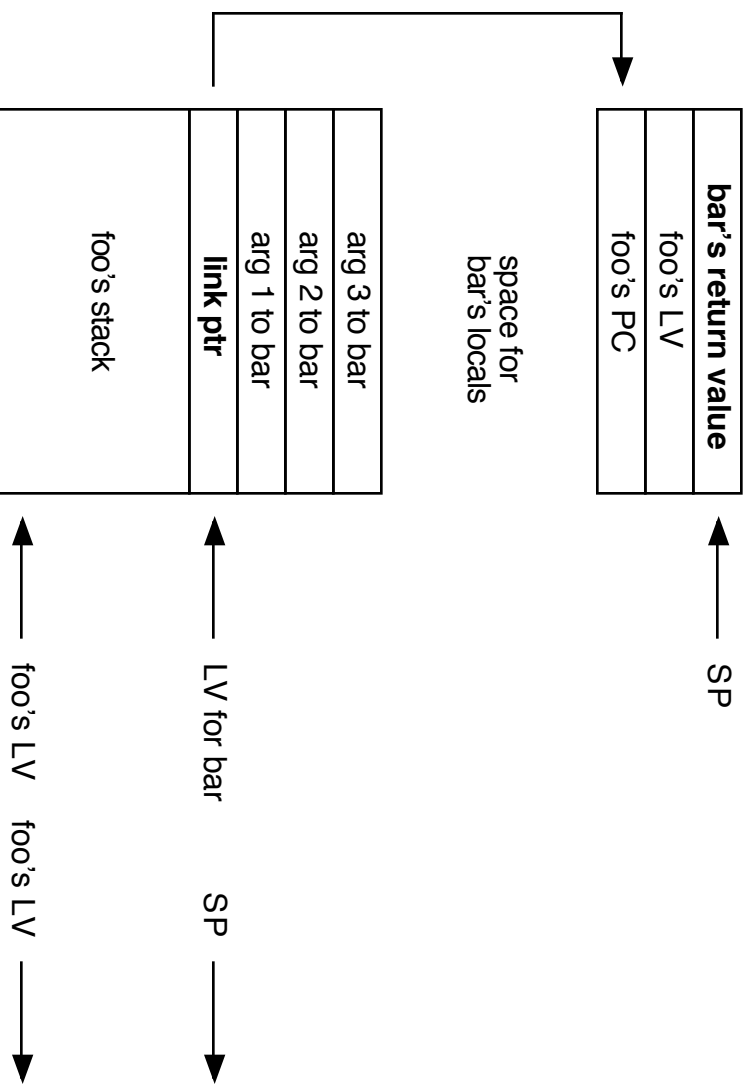 bar's return value SP
foo's LV
foo's PC
space for
bar's locals
arg 3 to bar
arg 2 to bar
arg 1 to bar
link ptr LV for bar SP
foo's stack
foo's LV foo's LV